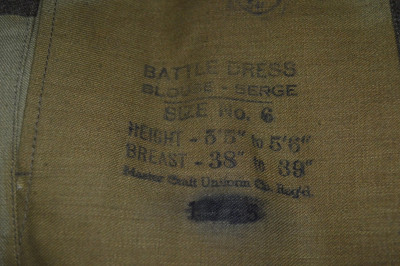 BATTLE DRESS
BLOUSE - SERGE
SIZE No. 6
HEIGHT - 5'5" to 5'6"
BREAST - 38" to 39"
Master Craft Uniform Co. Reg'd.